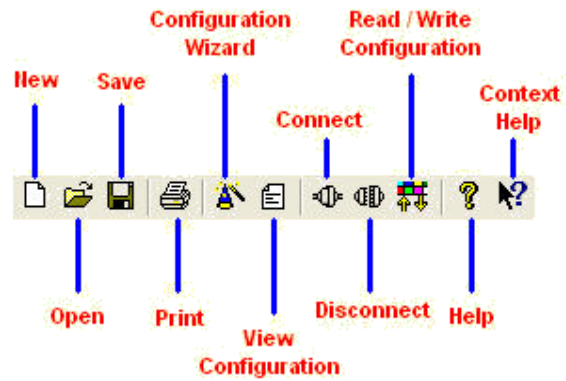 Configuration
Wizard
Read / Write
Configuration
New
Save
Connect
Context
Help
Open
Print
View
Configuration
Disconnect
Help